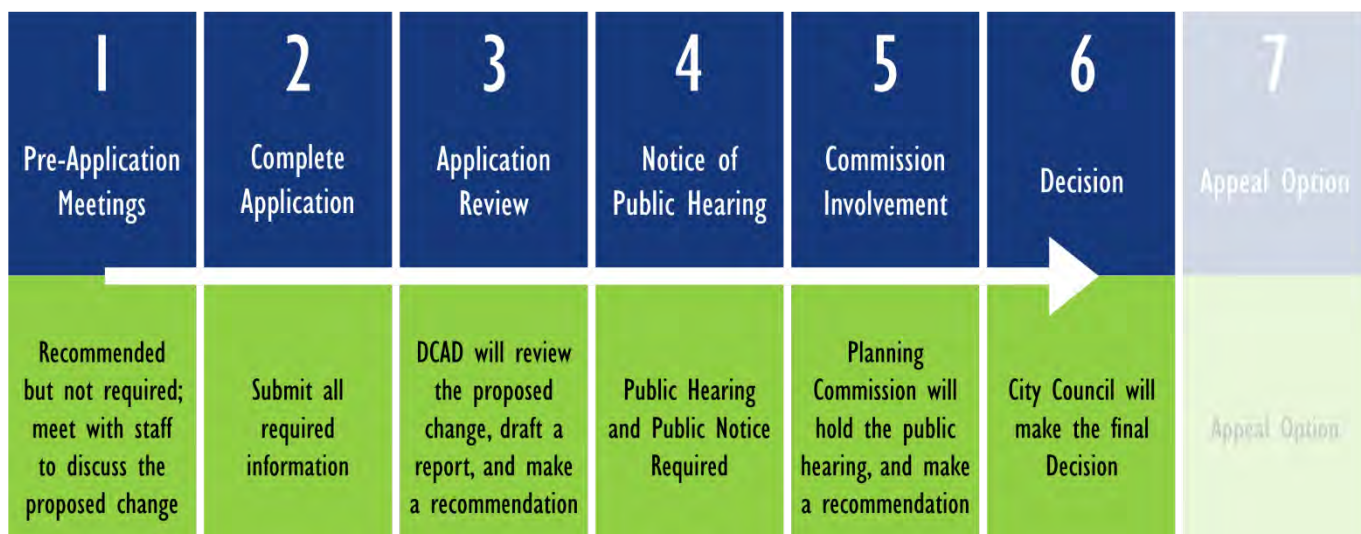 1
Pre-Application
Meetings
Recommended
but not required;
meet with staff
to discuss the
proposed change
2
Complete
Application
Submit all
required
information
3
Application
Review
DCAD will review
the proposed
change, draft a
report, and make
a recommendation
4
Notice of
Public Hearing
Public Hearing
and Public Notice
Required
5
Commission
Involvement
Planning
Commission will
hold the public
hearing, and make
a recommendation
6
Decision
City Council will
make the final
Decision
7
Appeal Option
Appeal Option